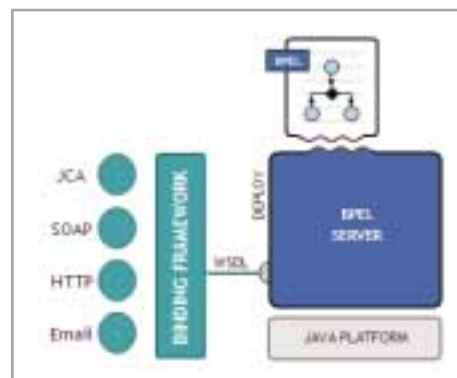 BPEL
JCA
SOAP
HTTP
Email
BINDING FRAMEWORK
WSDL
DEPLOY
BPEL
SERVER
JAVA PLATFORM